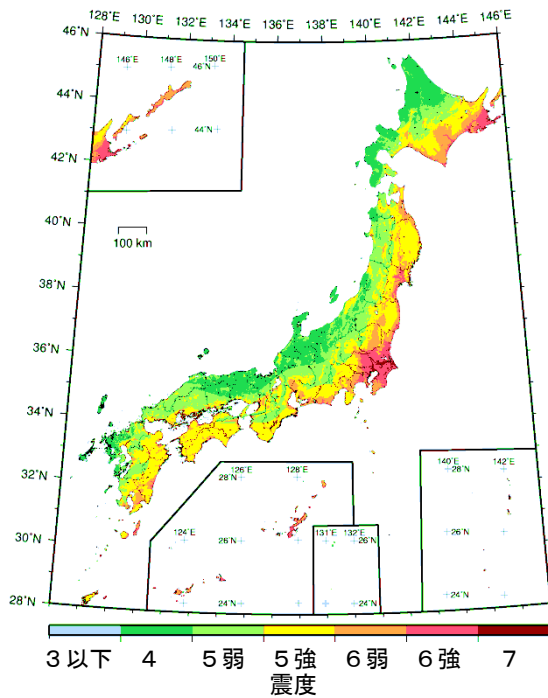 128°E 130°E 132°E 134°E 136°E 138°E 140°E 142°E 144°E 146°E
46°N
146°E 148°E 150°E
46°N
44°N
44°N
42°N
40°N
100 km
38°N
36°N
34°N
32°N
30°N
28°N
126°E 128°E
28°N
124°E
26°N
131°E 132°E
26°N
24°N
24°N
140°E 142°E
28°N
26°N
24°N
3以下 4 5弱 5強 6弱 6強 7
震度